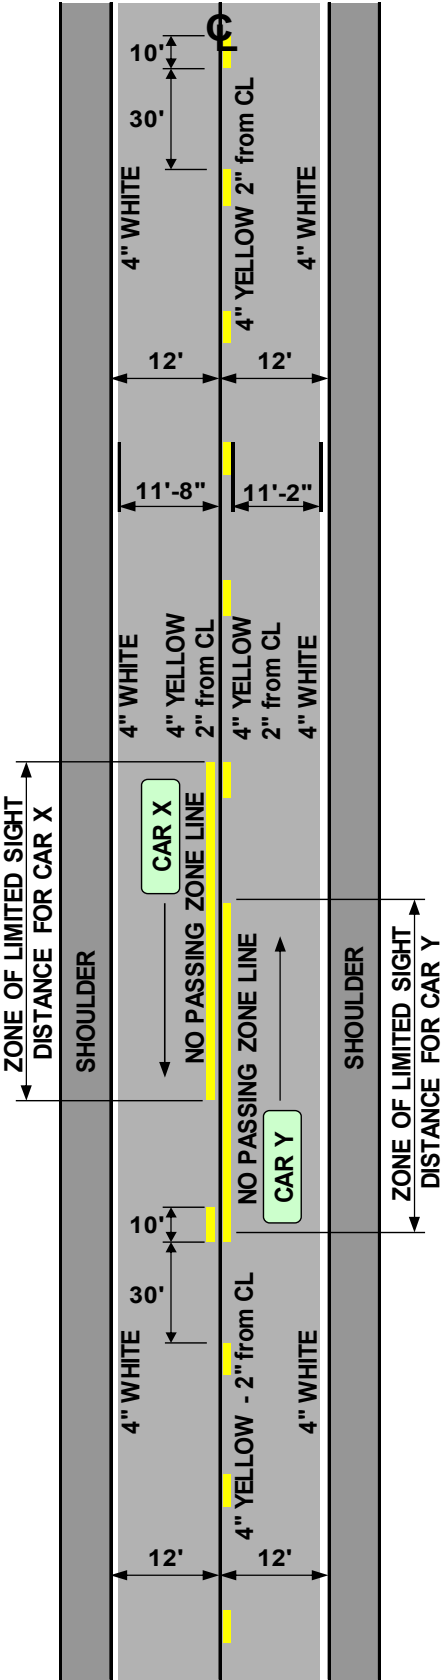 ℄
10'
30'
4" WHITE
4" YELLOW 2" from CL
4" WHITE
12'
12'
11'-8"
11'-2"
4" WHITE
4" YELLOW
2" from CL
4" YELLOW
2" from CL
4" WHITE
ZONE OF LIMITED SIGHT
DISTANCE FOR CAR X
SHOULDER
CAR X
NO PASSING ZONE LINE
NO PASSING ZONE LINE
CAR Y
SHOULDER
ZONE OF LIMITED SIGHT
DISTANCE FOR CAR Y
10'
30'
4" WHITE
4" YELLOW - 2" from CL
4" WHITE
12'
12'